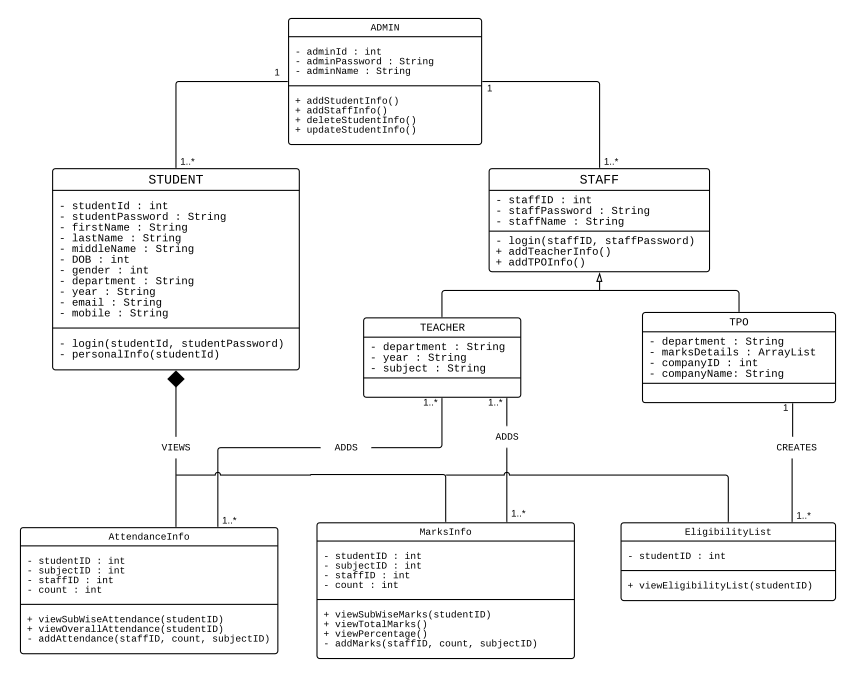 ADMIN
- adminId : int
- adminPassword : String
- adminName : String
+ addStudentInfo()
+ addStaffInfo()
+ deleteStudentInfo()
+ updateStudentInfo()
1
1
1..*
1..*
STUDENT
- studentId : int
- studentPassword : String
- firstName : String
- lastName : String
- middleName : String
- DOB : int
- gender : int
- department : String
- year : String
- email : String
- mobile : String
- login(studentId, studentPassword)
- personalInfo(studentId)
STAFF
- staffID : int
- staffPassword : String
- staffName : String
- login(staffID, staffPassword)
+ addTeacherInfo()
+ addTPOInfo()
TEACHER
- department : String
- year : String
- subject : String
TPO
- department : String
- marksDetails : ArrayList
- companyID : int
- companyName: String
1..*
1..*
1
VIEWS
ADDS
ADDS
CREATES
1..*
1..*
1..*
AttendanceInfo
- studentID : int
- subjectID : int
- staffID : int
- count : int
+ viewSubWiseAttendance(studentID)
+ viewOverallAttendance(studentID)
- addAttendance(staffID, count, subjectID)
MarksInfo
- studentID : int
- subjectID : int
- staffID : int
- count : int
+ viewSubWiseMarks(studentID)
+ viewTotalMarks()
+ viewPercentage()
- addMarks(staffID, count, subjectID)
EligibilityList
- studentID : int
+ viewEligibilityList(studentID)